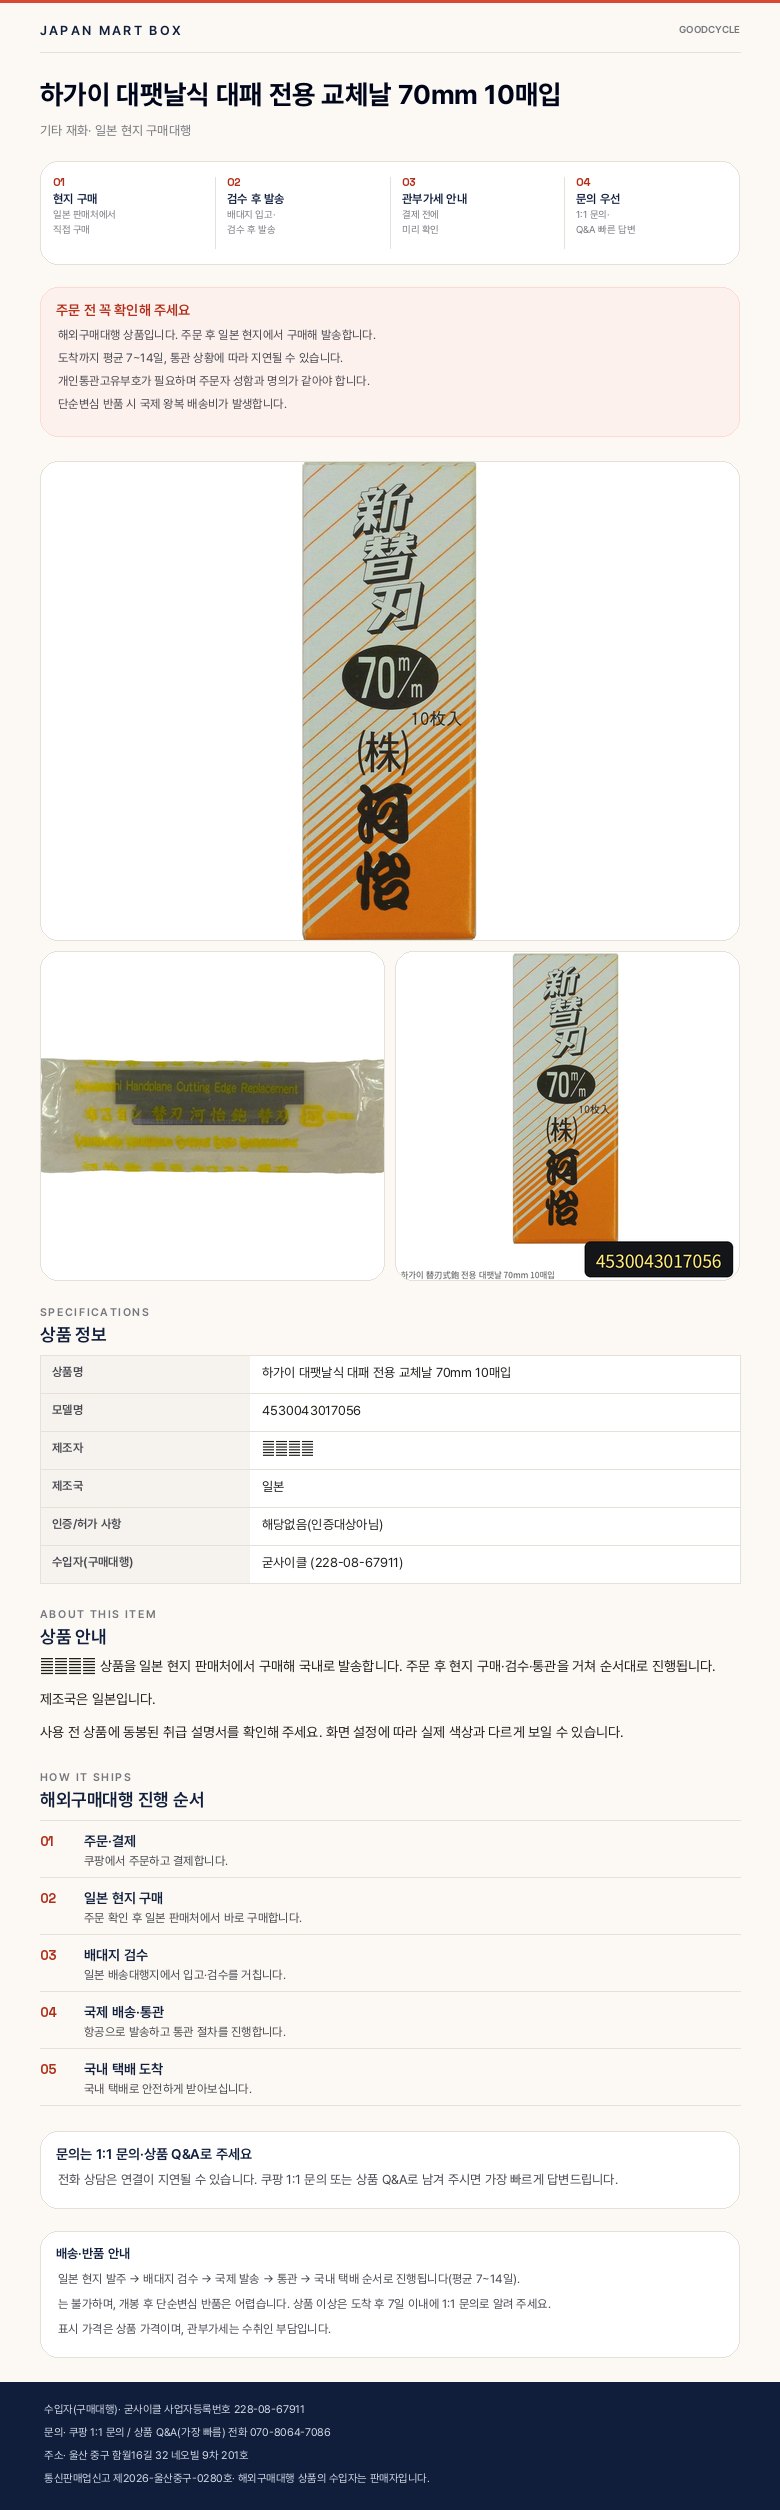 JAPAN MART BOX
GOODCYCLE
하가이 대팻날식 대패 전용 교체날 70mm 10매입
기타 재화· 일본 현지 구매대행
01
현지 구매
일본 판매처에서
직접 구매
02
검수 후 발송
배대지 입고·
검수 후 발송
03
관부가세 안내
결제 전에
미리 확인
04
문의 우선
1:1 문의·
Q&A 빠른 답변
주문 전 꼭 확인해 주세요
해외구매대행 상품입니다. 주문 후 일본 현지에서 구매해 발송합니다.
도착까지 평균 7~14일, 통관 상황에 따라 지연될 수 있습니다.
개인통관고유부호가 필요하며 주문자 성함과 명의가 같아야 합니다.
단순변심 반품 시 국제 왕복 배송비가 발생합니다.
新替刃
70m/m
10枚入
(株)
河怡
Handplane Cutting Edge Replacement
替刃 河怡鉋 替刃
新替刃
70m/m
10枚入
(株)
河怡
4530043017056
하가이 替刃式鉋 전용 대팻날 70mm 10매입
SPECIFICATIONS
상품 정보
상품명 하가이 대팻날식 대패 전용 교체날 70mm 10매입
모델명 4530043017056
제조자
제조국 일본
인증/허가 사항 해당없음(인증대상아님)
수입자(구매대행) 굳사이클 (228-08-67911)
ABOUT THIS ITEM
상품 안내
상품을 일본 현지 판매처에서 구매해 국내로 발송합니다. 주문 후 현지 구매·검수·통관을 거쳐 순서대로 진행됩니다.
제조국은 일본입니다.
사용 전 상품에 동봉된 취급 설명서를 확인해 주세요. 화면 설정에 따라 실제 색상과 다르게 보일 수 있습니다.
HOW IT SHIPS
해외구매대행 진행 순서
01 주문·결제
쿠팡에서 주문하고 결제합니다.
02 일본 현지 구매
주문 확인 후 일본 판매처에서 바로 구매합니다.
03 배대지 검수
일본 배송대행지에서 입고·검수를 거칩니다.
04 국제 배송·통관
항공으로 발송하고 통관 절차를 진행합니다.
05 국내 택배 도착
국내 택배로 안전하게 받아보십니다.
문의는 1:1 문의·상품 Q&A로 주세요
전화 상담은 연결이 지연될 수 있습니다. 쿠팡 1:1 문의 또는 상품 Q&A로 남겨 주시면 가장 빠르게 답변드립니다.
배송·반품 안내
일본 현지 발주 → 배대지 검수 → 국제 발송 → 통관 → 국내 택배 순서로 진행됩니다(평균 7~14일).
는 불가하며, 개봉 후 단순변심 반품은 어렵습니다. 상품 이상은 도착 후 7일 이내에 1:1 문의로 알려 주세요.
표시 가격은 상품 가격이며, 관부가세는 수취인 부담입니다.
수입자(구매대행)· 굳사이클 사업자등록번호 228-08-67911
문의· 쿠팡 1:1 문의 / 상품 Q&A(가장 빠름) 전화 070-8064-7086
주소· 울산 중구 함월16길 32 네오빌 9차 201호
통신판매업신고 제2026-울산중구-0280호· 해외구매대행 상품의 수입자는 판매자입니다.